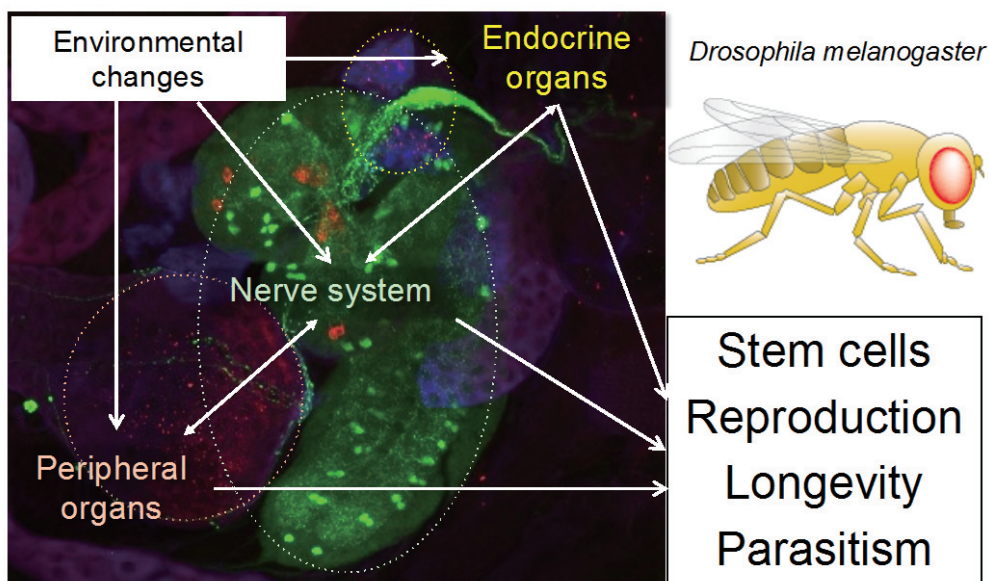 Environmental
changes
Endocrine
organs
Drosophila melanogaster
Nerve system
Peripheral
organs
Stem cells
Reproduction
Longevity
Parasitism